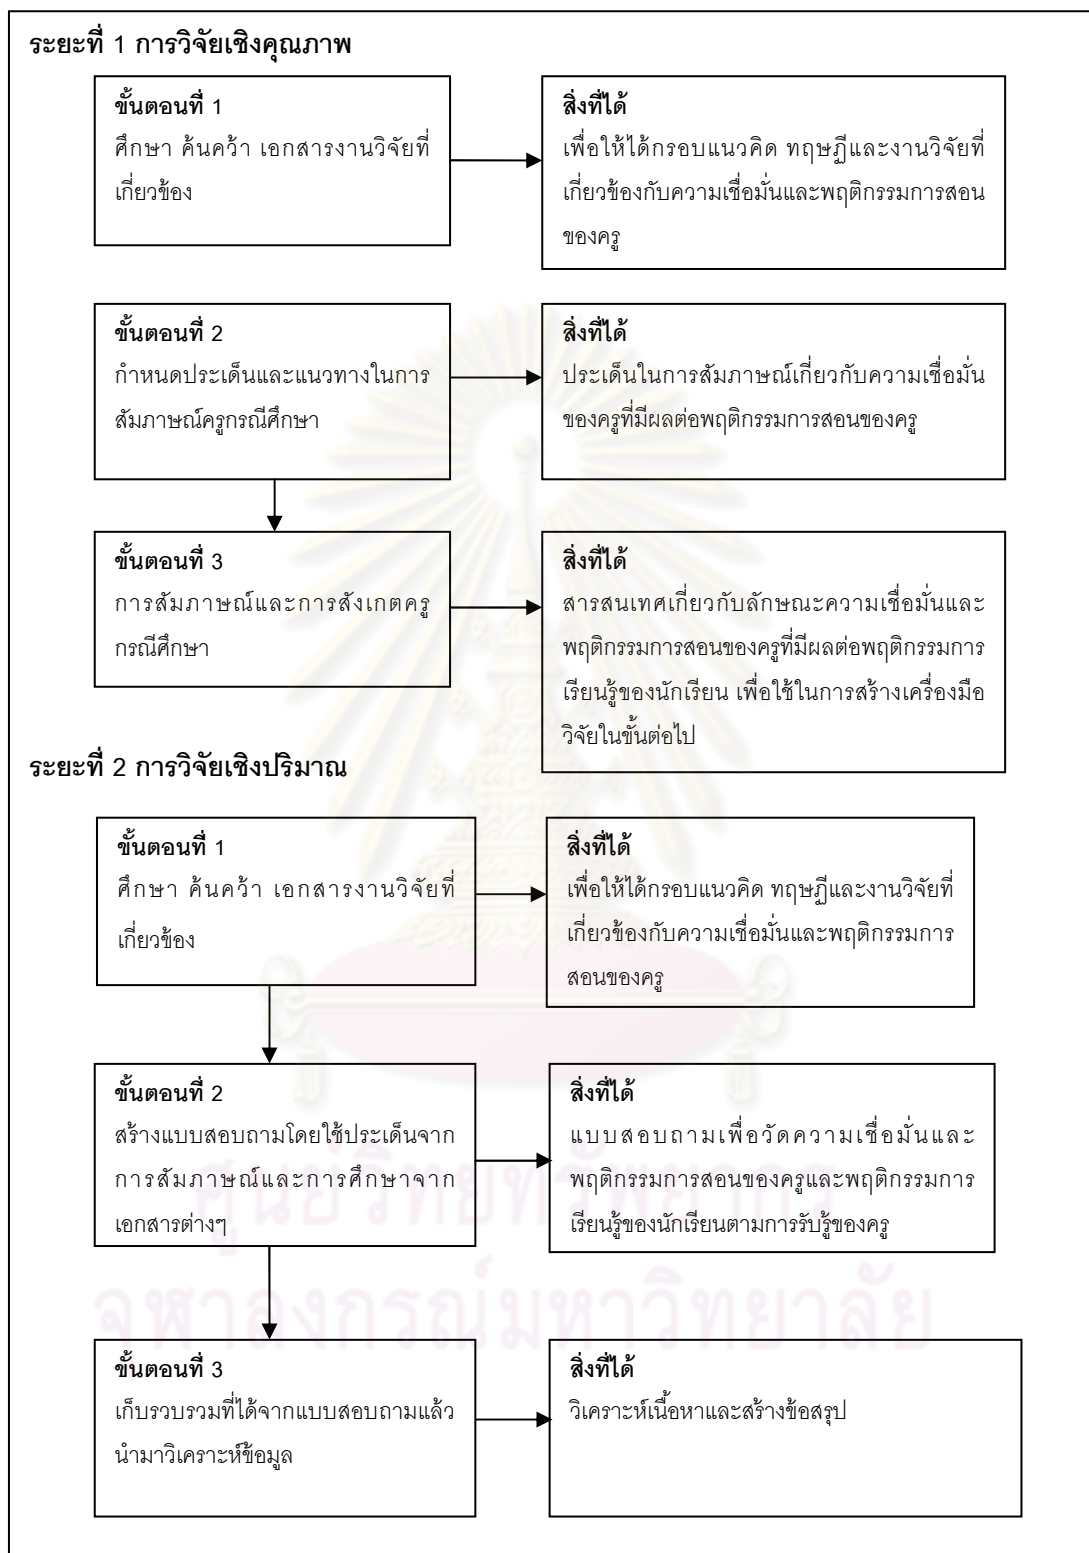 ระยะที่ 1 การวิจัยเชิงคุณภาพ
ขั้นตอนที่ 1
ศึกษา ค้นคว้า เอกสารงานวิจัยที่
เกี่ยวข้อง
สิ่งที่ได้
เพื่อให้ได้กรอบแนวคิด ทฤษฏีและงานวิจัยที่
เกี่ยวข้องกับความเชื่อมั่นและพฤติกรรมการสอน
ของครู
ขั้นตอนที่ 2
กำหนดประเด็นและแนวทางในการ
สัมภาษณ์ครูกรณีศึกษา
สิ่งที่ได้
ประเด็นในการสัมภาษณ์เกี่ยวกับความเชื่อมั่น
ของครูที่มีผลต่อพฤติกรรมการสอนของครู
ขั้นตอนที่ 3
การสัมภาษณ์และการสังเกตครู
กรณีศึกษา
สิ่งที่ได้
สารสนเทศเกี่ยวกับลักษณะความเชื่อมั่นและ
พฤติกรรมการสอนของครูที่มีผลต่อพฤติกรรมการ
เรียนรู้ของนักเรียน เพื่อใช้ในการสร้างเครื่องมือ
วิจัยในขั้นต่อไป
ระยะที่ 2 การวิจัยเชิงปริมาณ
ขั้นตอนที่ 1
ศึกษา ค้นคว้า เอกสารงานวิจัยที่
เกี่ยวข้อง
สิ่งที่ได้
เพื่อให้ได้กรอบแนวคิด ทฤษฏีและงานวิจัยที่
เกี่ยวข้องกับความเชื่อมั่นและพฤติกรรมการ
สอนของครู
ขั้นตอนที่ 2
สร้างแบบสอบถามโดยใช้ประเด็นจาก
การสัมภาษณ์และการศึกษาจาก
เอกสารต่างๆ
สิ่งที่ได้
แบบสอบถามเพื่อวัดความเชื่อมั่นและ
พฤติกรรมการสอนของครูและพฤติกรรมการ
เรียนรู้ของนักเรียนตามการรับรู้ของครู
ศูนย์วิทยทรัพยากร
จุฬาลงกรณ์มหาวิทยาลัย
ขั้นตอนที่ 3
เก็บรวบรวมที่ได้จากแบบสอบถามแล้ว
นำมาวิเคราะห์ข้อมูล
สิ่งที่ได้
วิเคราะห์เนื้อหาและสร้างข้อสรุป